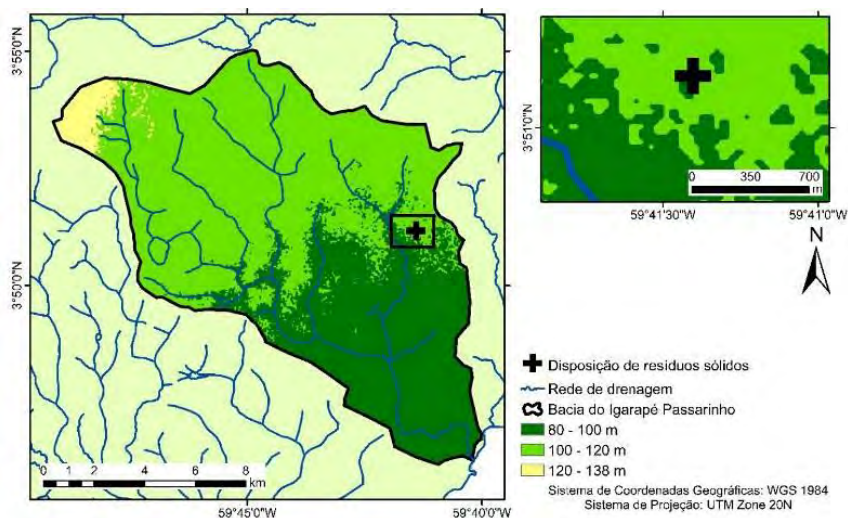 3°55'0"N
3°50'0"N
59°45'0"W
59°40'0"W
0 1 2 4 6 8
km
3°51'0"N
0 350 700
m
59°41'30"W
59°41'0"W
N
Disposição de resíduos sólidos
Rede de drenagem
Bacia do Igarapé Passarinho
80 - 100 m
100 - 120 m
120 - 138 m
Sistema de Coordenadas Geográficas: WGS 1984
Sistema de Projeção: UTM Zone 20N